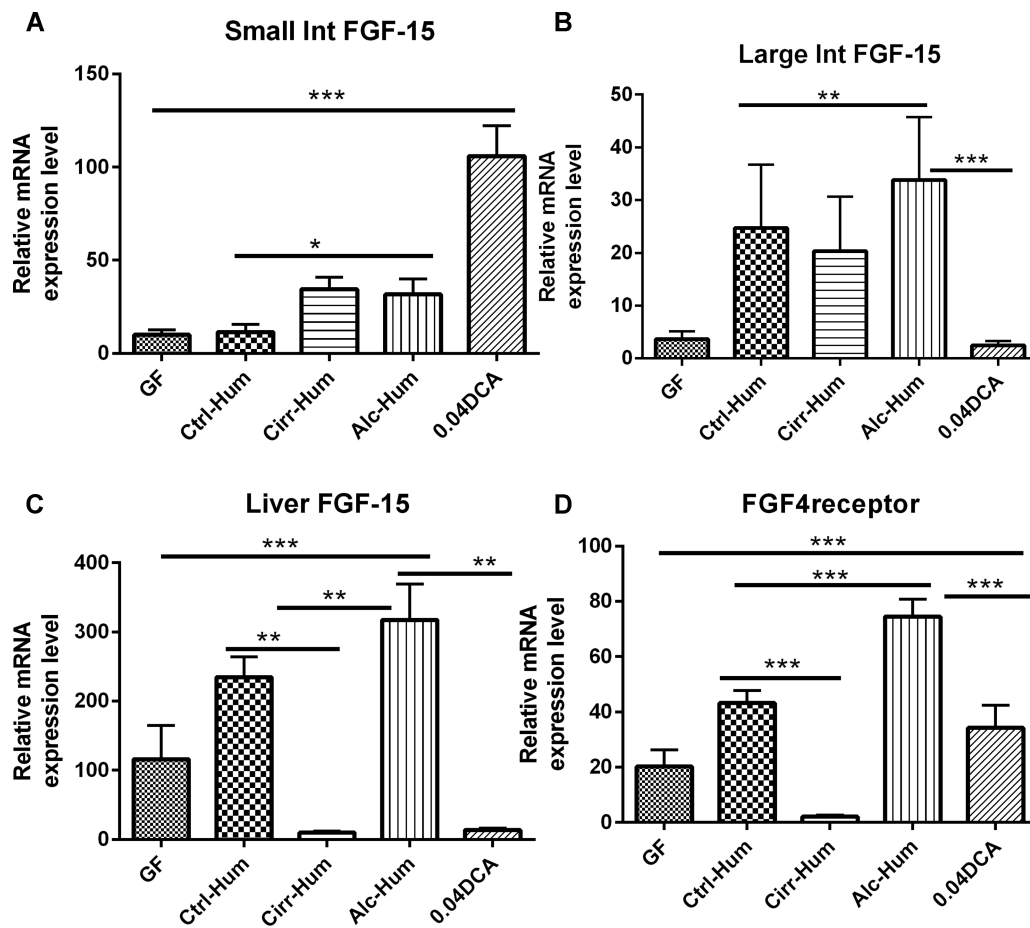 A
Small Int FGF-15
Relative mRNA
expression level
150
100
50
0
***
*
GF
Ctrl-Hum
Cirr-Hum
Alc-Hum
0.04DCA
B
Large Int FGF-15
Relative mRNA
expression level
50
40
30
20
10
0
**
***
GF
Ctrl-Hum
Cirr-Hum
Alc-Hum
0.04DCA
C
Liver FGF-15
Relative mRNA
expression level
400
300
200
100
0
***
**
**
**
GF
Ctrl-Hum
Cirr-Hum
Alc-Hum
0.04DCA
D
FGF4receptor
Relative mRNA
expression level
100
80
60
40
20
0
***
***
***
***
GF
Ctrl-Hum
Cirr-Hum
Alc-Hum
0.04DCA